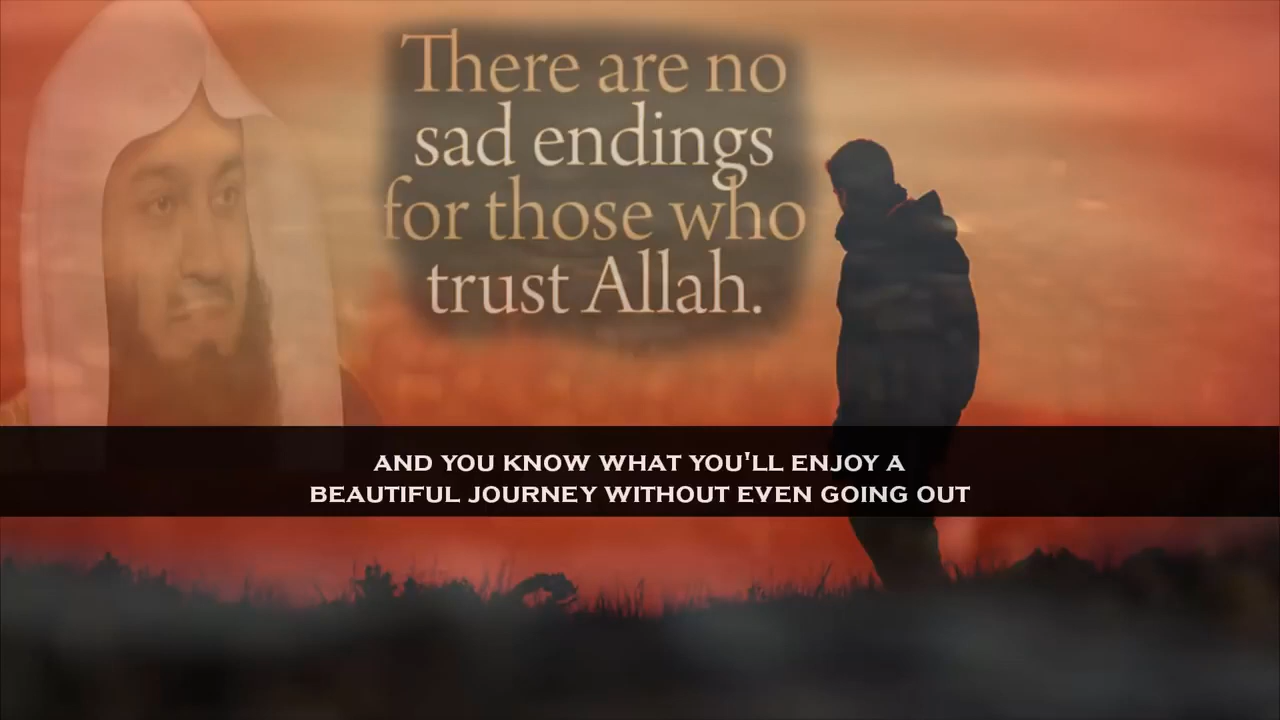 There are no
sad endings
for those who
trust Allah.
AND YOU KNOW WHAT YOU'LL ENJOY A
BEAUTIFUL JOURNEY WITHOUT EVEN GOING OUT